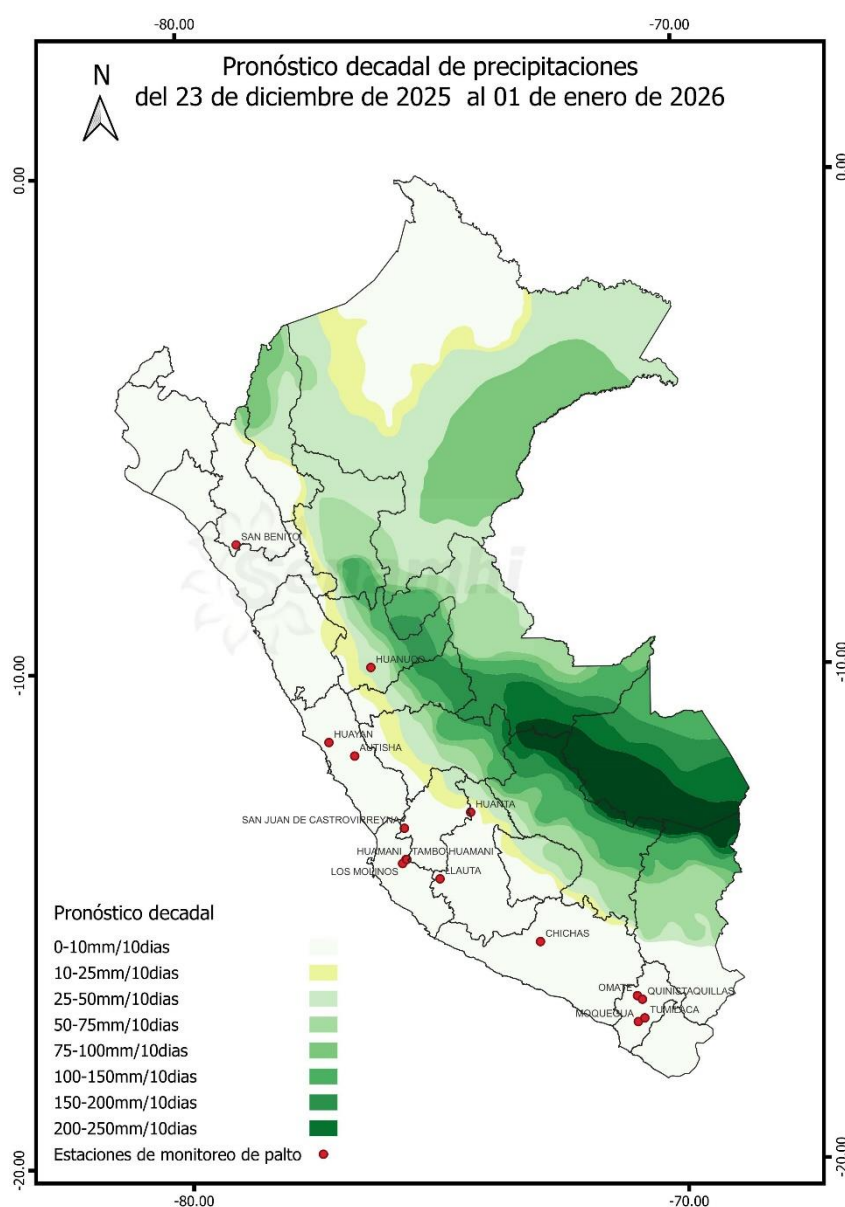 -80.00
-70.00
N
Pronóstico decadal de precipitaciones
del 23 de diciembre de 2025 al 01 de enero de 2026
0.00
0.00
SAN BENITO
Senamhi
HUANUCO
-10.00
-10.00
HUAYAN
AUTISHA
HUANTA
SAN JUAN DE CASTROVIRREYNA
HUAMANI
TAMBO HUAMANI
LOS MOLINOS
LLAUTA
CHICHAS
OMATE
QUINISTAQUILLAS
MOQUEGUA
TUMILACA
Pronóstico decadal
0-10mm/10dias
10-25mm/10dias
25-50mm/10dias
50-75mm/10dias
75-100mm/10dias
100-150mm/10dias
150-200mm/10dias
200-250mm/10dias
Estaciones de monitoreo de palto
-20.00
-20.00
-80.00
-70.00